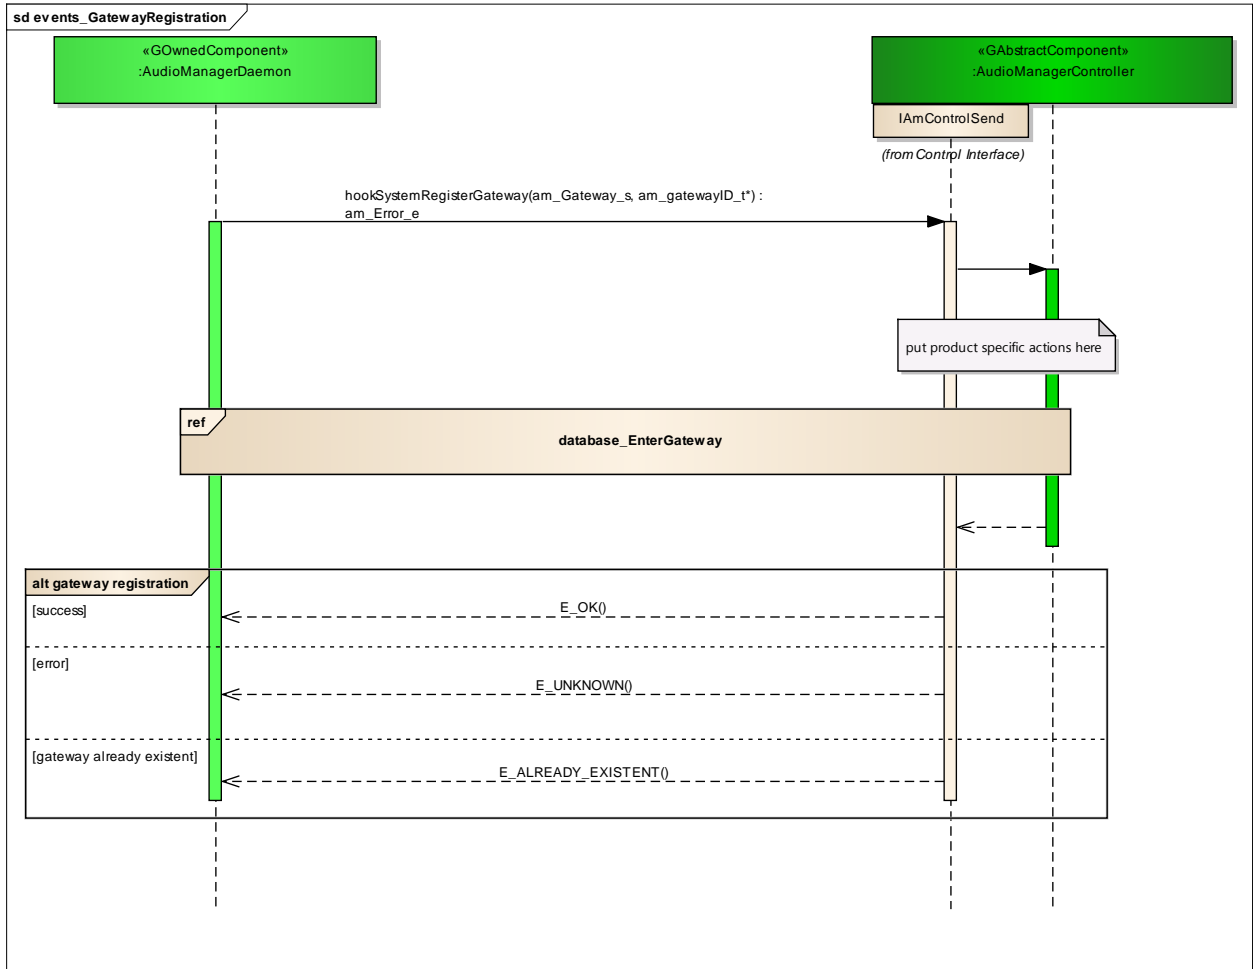 sd events_GatewayRegistration
«GOwnedComponent»
:AudioManagerDaemon
«GAbstractComponent»
:AudioManagerController
IAmControlSend
(from Control Interface)
hookSystemRegisterGateway(am_Gateway_s, am_gatewayID_t*) :
am_Error_e
put product specific actions here
ref
database_EnterGateway
alt gateway registration
[success]
E_OK()
[error]
E_UNKNOWN()
[gateway already existent]
E_ALREADY_EXISTENT()